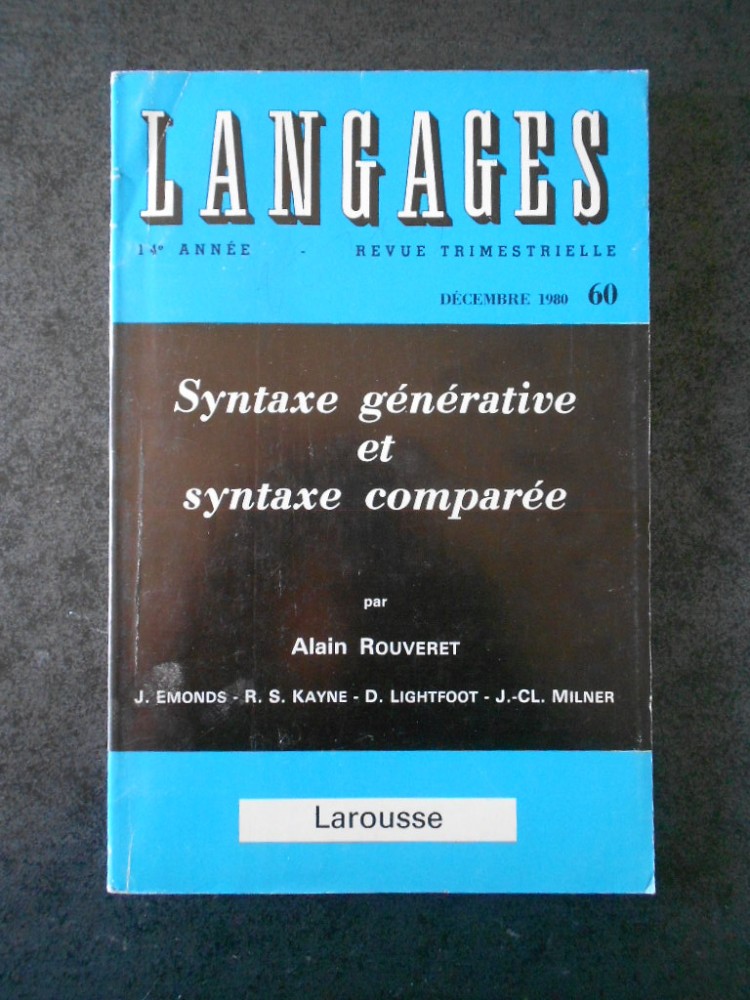 LANGAGES
14e ANNÉE - REVUE TRIMESTRIELLE
DÉCEMBRE 1980 60
Syntaxe générative
et
syntaxe comparée
par
Alain ROUVERET
J. EMONDS - R. S. KAYNE - D. LIGHTFOOT - J.-CL. MILNER
Larousse